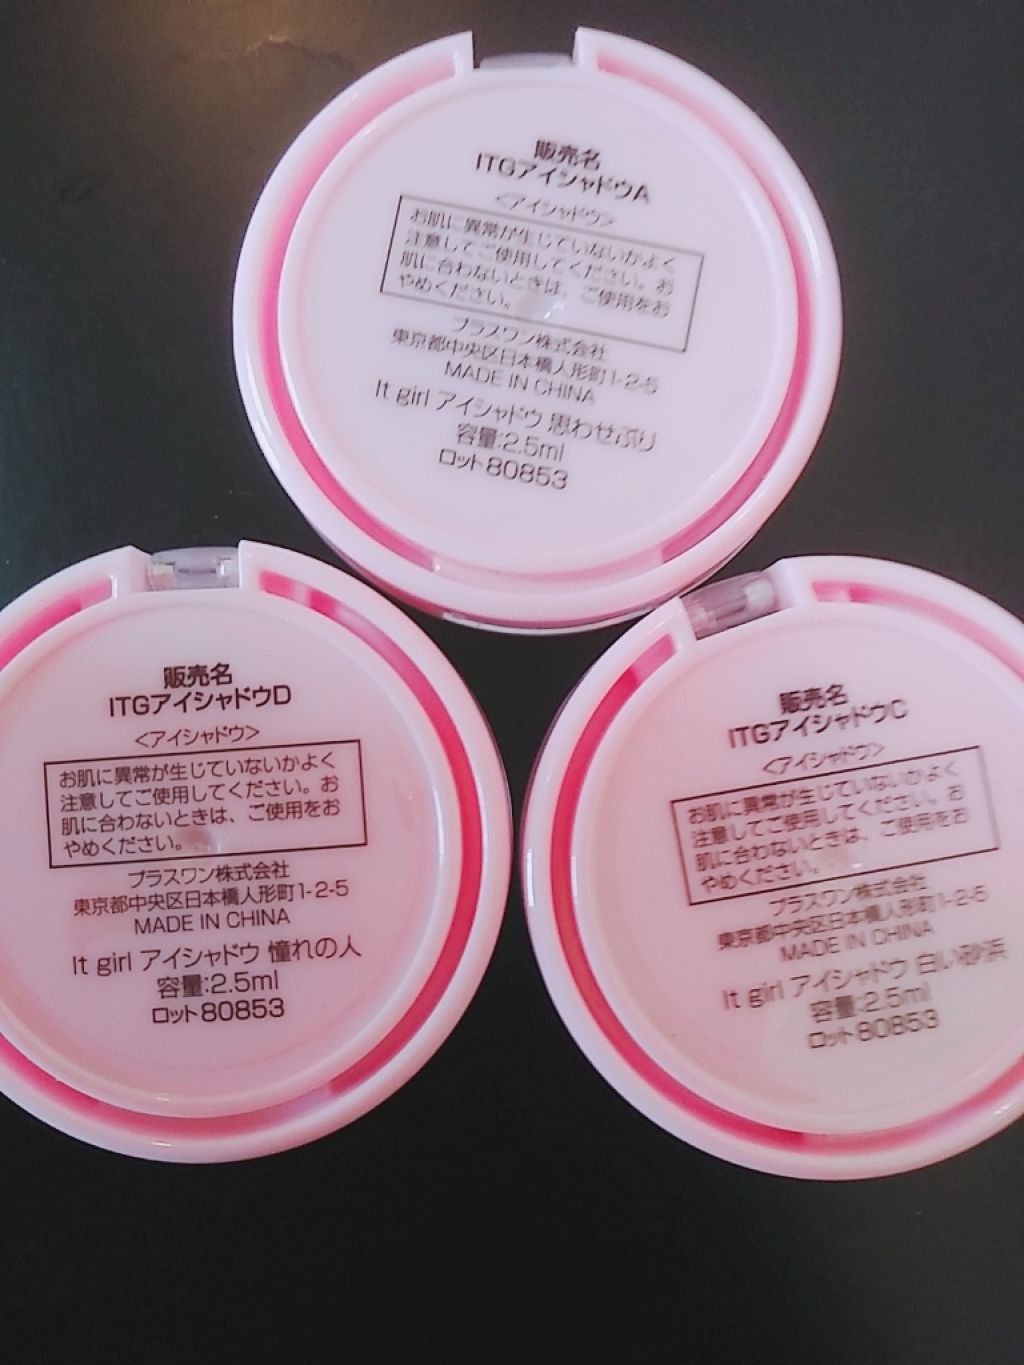 販売名
ITGアイシャドウA
<アイシャドウ>
お肌に異常が生じていないかよく
注意してご使用してください。お
肌に合わないときは、ご使用をお
やめください。
プラスワン株式会社
東京都中央区日本橋人形町1-2-5
MADE IN CHINA
It girl アイシャドウ 思わせぶり
容量:2.5ml
ロット80853
販売名
ITGアイシャドウD
<アイシャドウ>
お肌に異常が生じていないかよく
注意してご使用してください。お
肌に合わないときは、ご使用をお
やめください。
プラスワン株式会社
東京都中央区日本橋人形町1-2-5
MADE IN CHINA
It girl アイシャドウ 憧れの人
容量:2.5ml
ロット80853
販売名
ITGアイシャドウC
<アイシャドウ>
お肌に異常が生じていないかよく
注意してご使用してください。お
肌に合わないときは、ご使用をお
やめください。
プラスワン株式会社
東京都中央区日本橋人形町1-2-5
MADE IN CHINA
It girl アイシャドウ 白い砂浜
容量:2.5ml
ロット80853